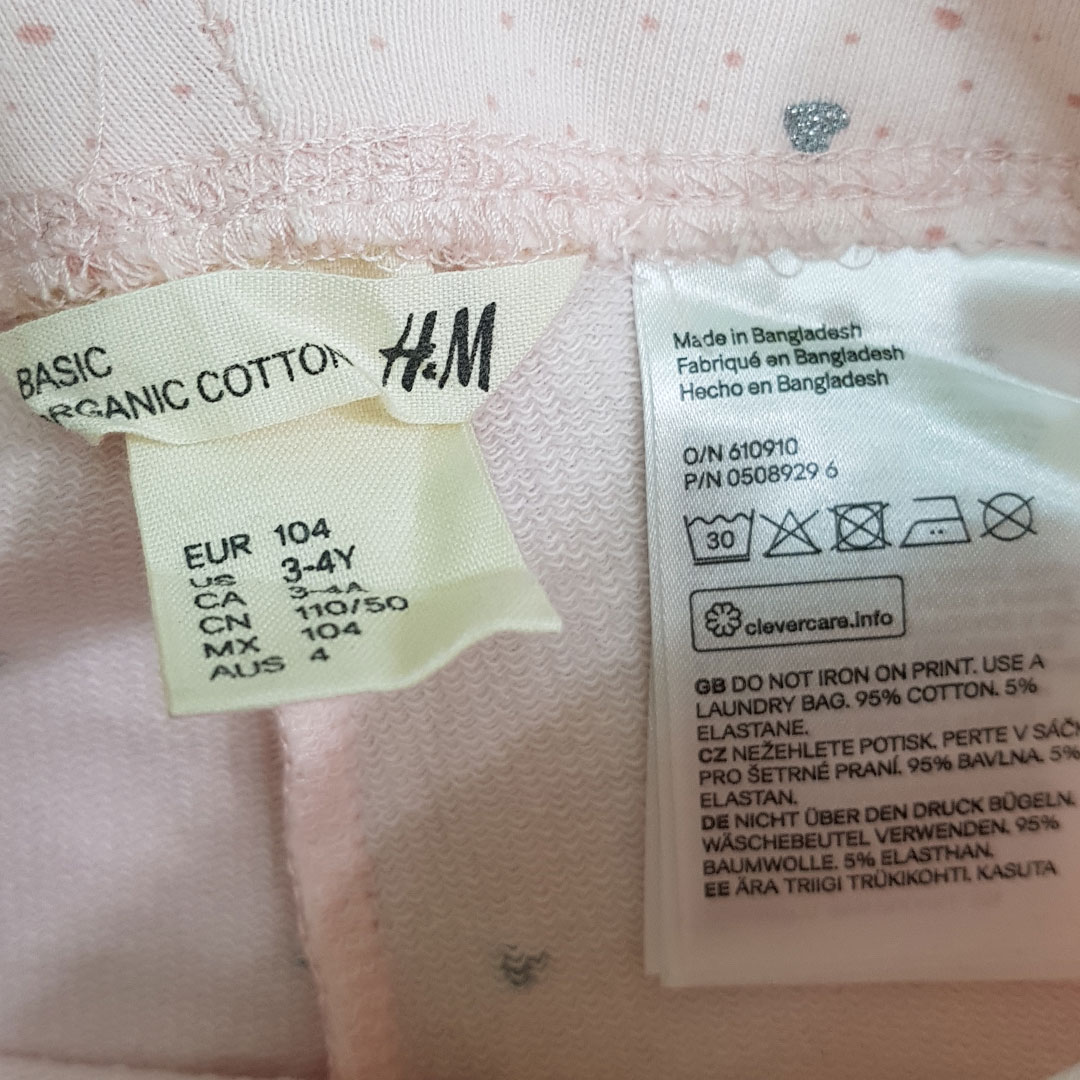 BASIC
ORGANIC COTTON
H&M
EUR 104
US 3-4Y
CA 3-4A
CN 110/50
MX 104
AUS 4
Made in Bangladesh
Fabriqué en Bangladesh
Hecho en Bangladesh
O/N 610910
P/N 0508929 6
30
clevercare.info
GB DO NOT IRON ON PRINT. USE A
LAUNDRY BAG. 95% COTTON. 5%
ELASTANE.
CZ NEŽEHLETE POTISK. PERTE V
PRO ŠETRNÉ PRANÍ. 95% BAVLNA. 5%
ELASTAN.
DE NICHT ÜBER DEN DRUCK BÜGELN.
WÄSCHEBEUTEL VERWENDEN. 95%
BAUMWOLLE. 5% ELASTHAN.
EE ÄRA TRIIGI TRÜKIKOHTI. KASUTA